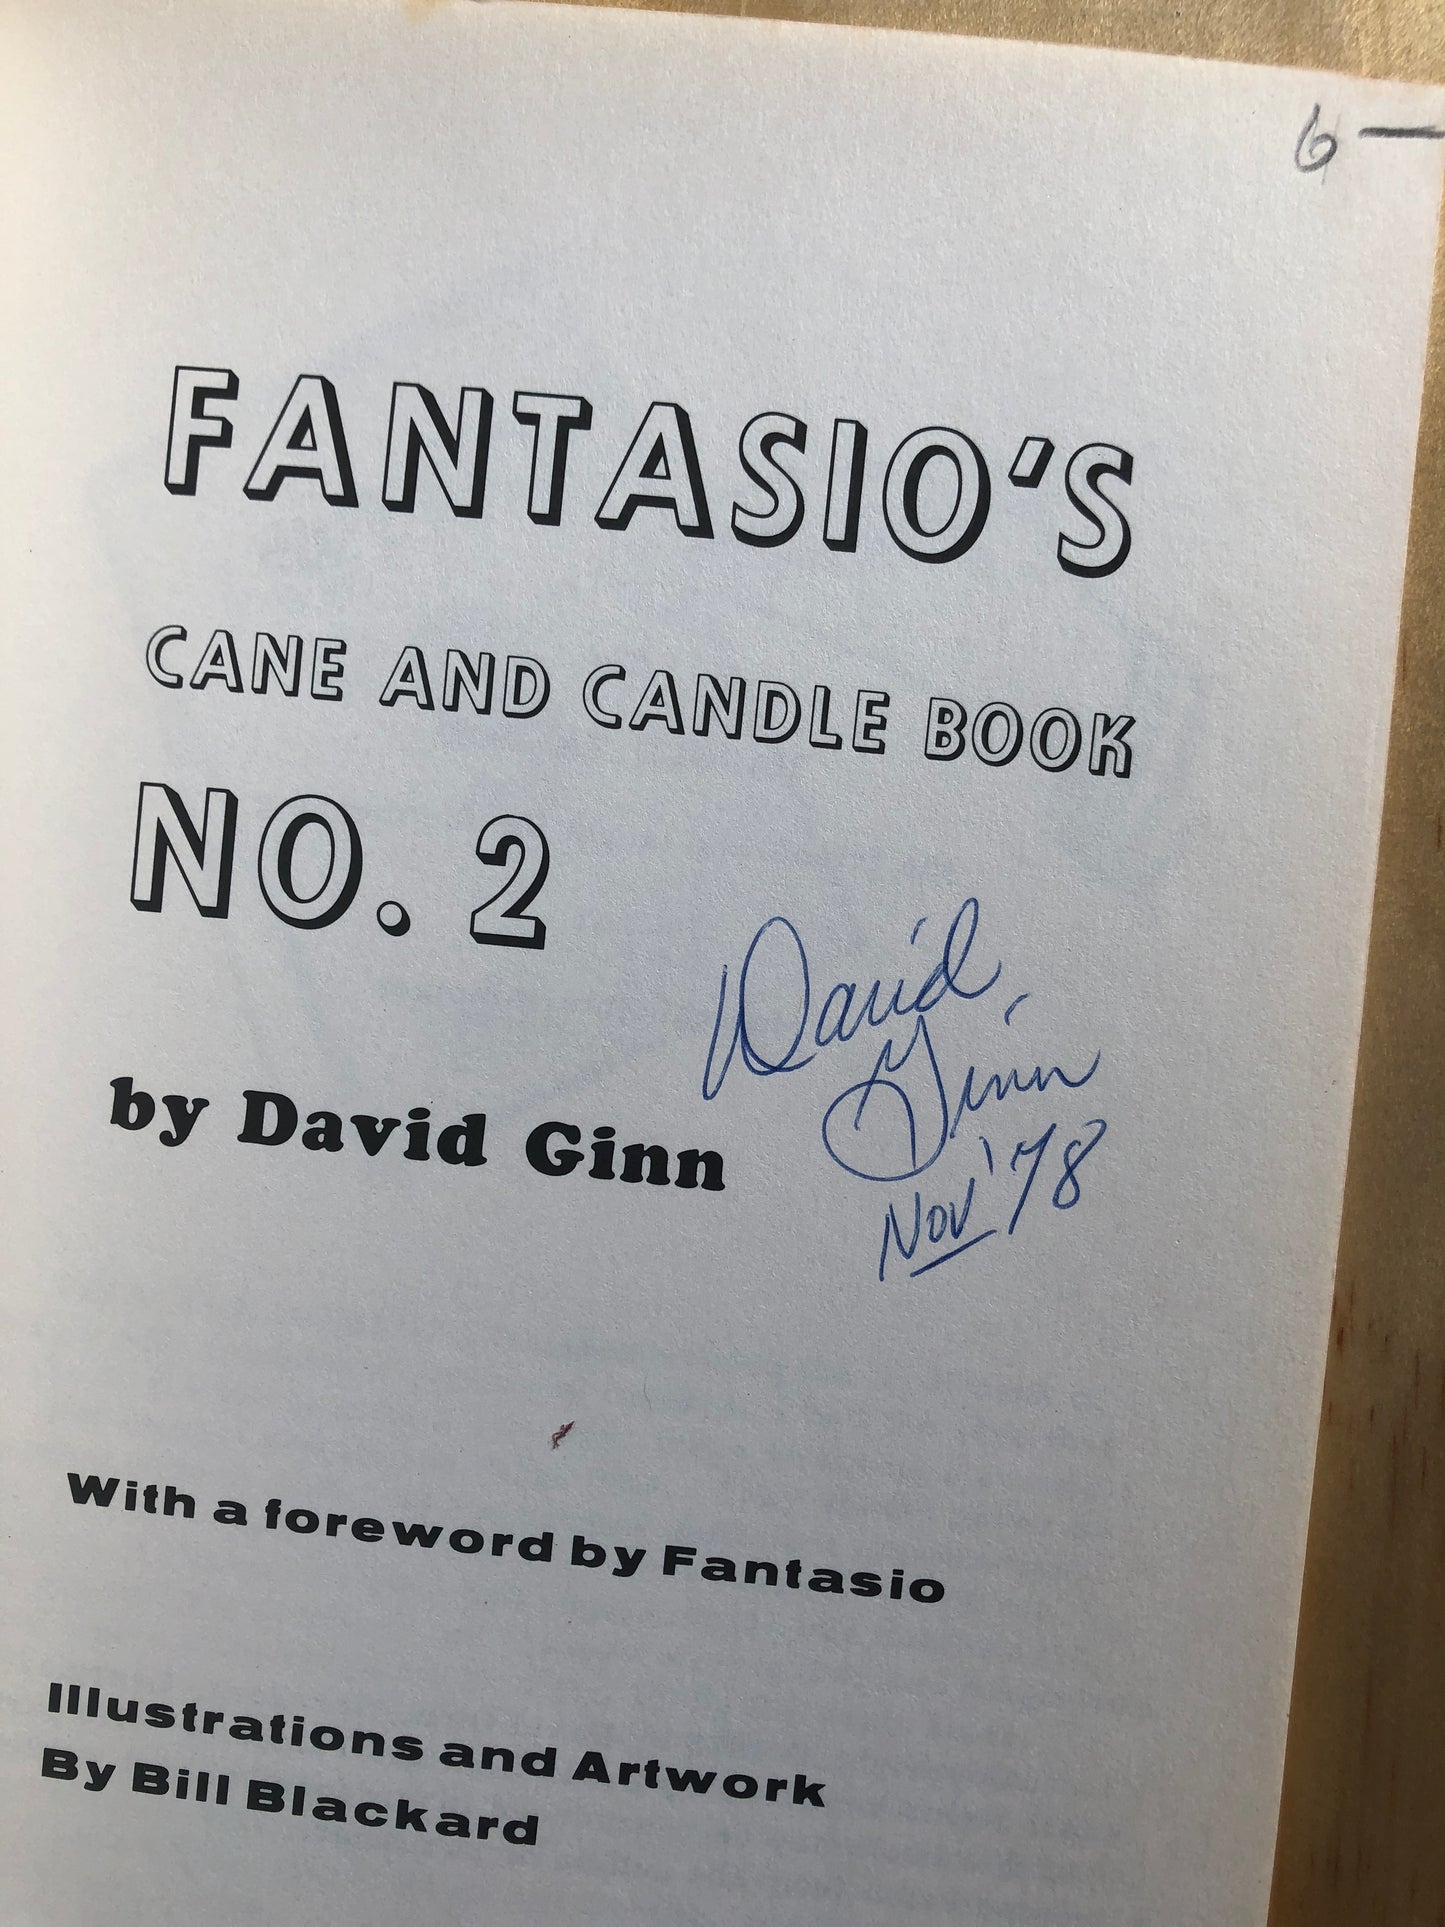 6 —
FANTASIO'S
CANE AND CANDLE BOOK
NO. 2
David
Ginn
Nov '78
by David Ginn
With a foreword by Fantasio
Illustrations and Artwork
By Bill Blackard